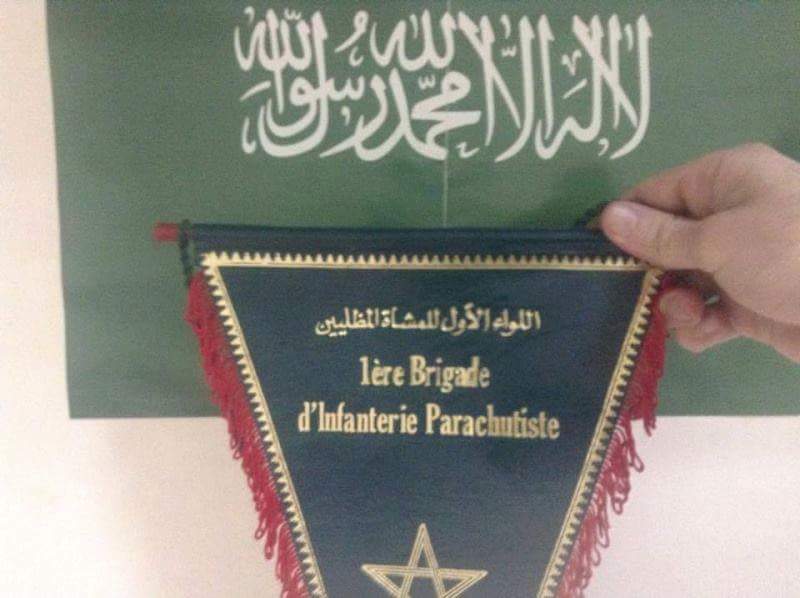 لا إله إلا الله محمد رسول الله
اللواء الأول للمشاة المظليين
1ère Brigade
d'Infanterie Parachutiste